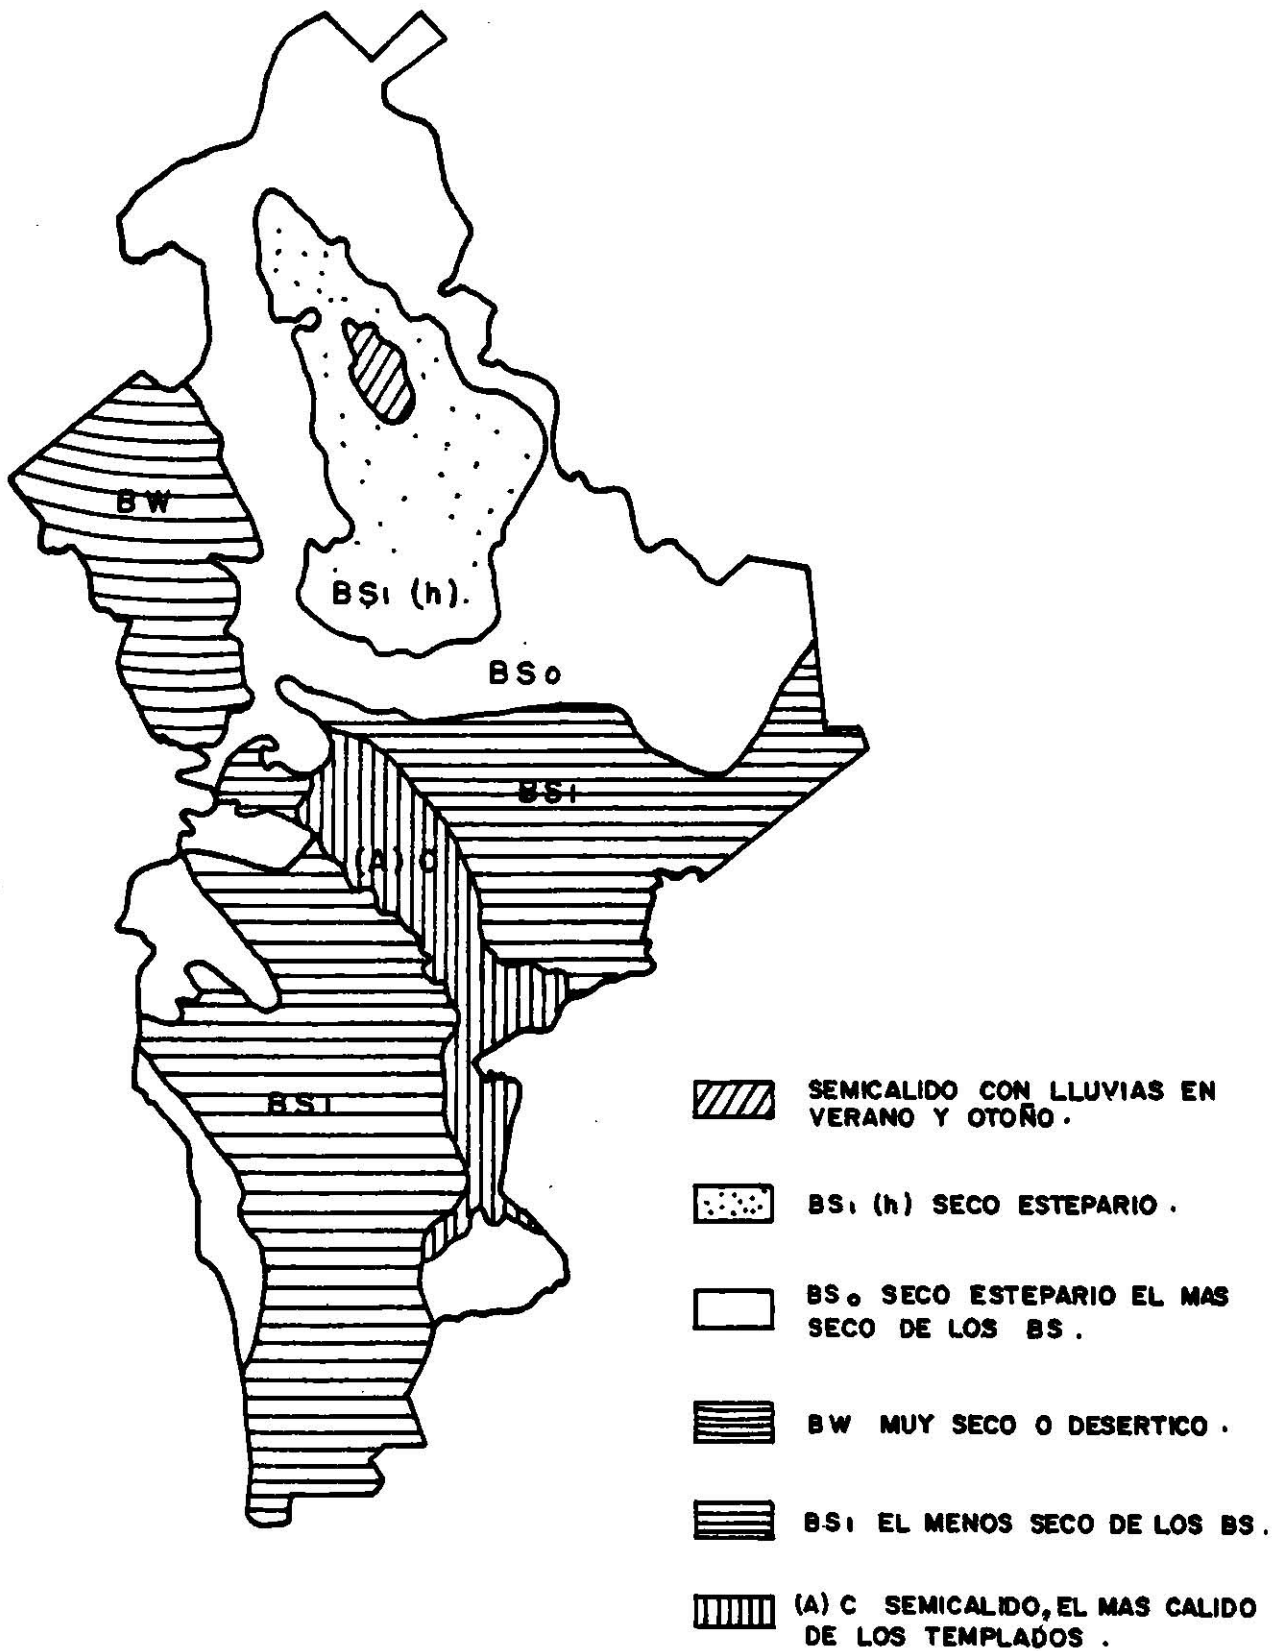 BW
BS₁ (h).
BS₀
BS₁
(A) C
BS₁
SEMICALIDO CON LLUVIAS EN
VERANO Y OTOÑO.
BS₁ (h) SECO ESTEPARIO.
BS₀ SECO ESTEPARIO EL MAS
SECO DE LOS BS.
BW MUY SECO O DESERTICO.
BS₁ EL MENOS SECO DE LOS BS.
(A) C SEMICALIDO, EL MAS CALIDO
DE LOS TEMPLADOS.